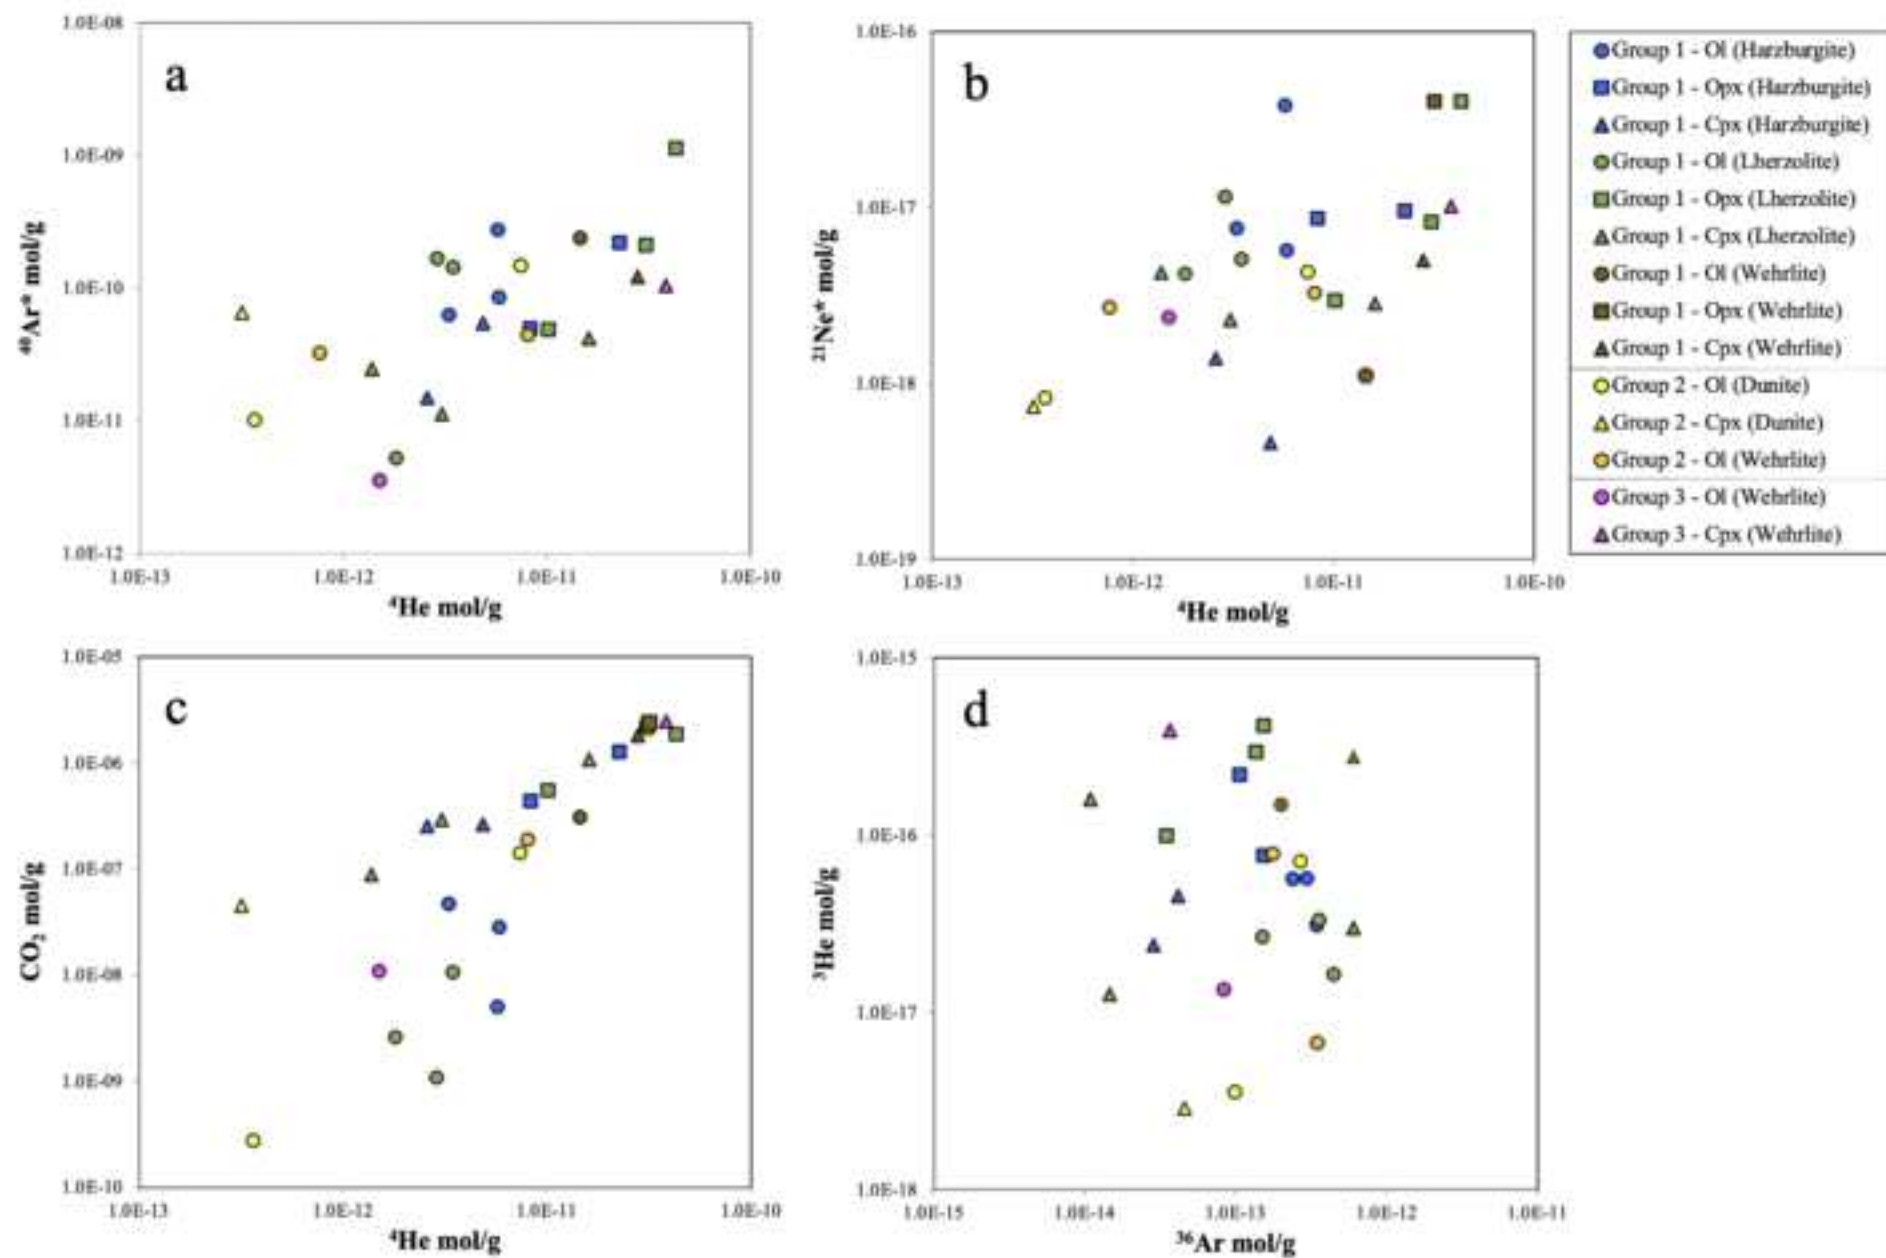 a
1.0E-08
1.0E-09
1.0E-10
1.0E-11
1.0E-12
⁴⁰Ar* mol/g
1.0E-13 1.0E-12 1.0E-11 1.0E-10
⁴He mol/g
b
1.0E-16
1.0E-17
1.0E-18
1.0E-19
²¹Ne* mol/g
1.0E-13 1.0E-12 1.0E-11 1.0E-10
⁴He mol/g
Group 1 - Ol (Harzburgite)
Group 1 - Opx (Harzburgite)
Group 1 - Cpx (Harzburgite)
Group 1 - Ol (Lherzolite)
Group 1 - Opx (Lherzolite)
Group 1 - Cpx (Lherzolite)
Group 1 - Ol (Wehrlite)
Group 1 - Opx (Wehrlite)
Group 1 - Cpx (Wehrlite)
Group 2 - Ol (Dunite)
Group 2 - Cpx (Dunite)
Group 2 - Ol (Wehrlite)
Group 3 - Ol (Wehrlite)
Group 3 - Cpx (Wehrlite)
c
1.0E-05
1.0E-06
1.0E-07
1.0E-08
1.0E-09
1.0E-10
CO₂ mol/g
1.0E-13 1.0E-12 1.0E-11 1.0E-10
⁴He mol/g
d
1.0E-15
1.0E-16
1.0E-17
1.0E-18
³He mol/g
1.0E-15 1.0E-14 1.0E-13 1.0E-12 1.0E-11
³⁶Ar mol/g